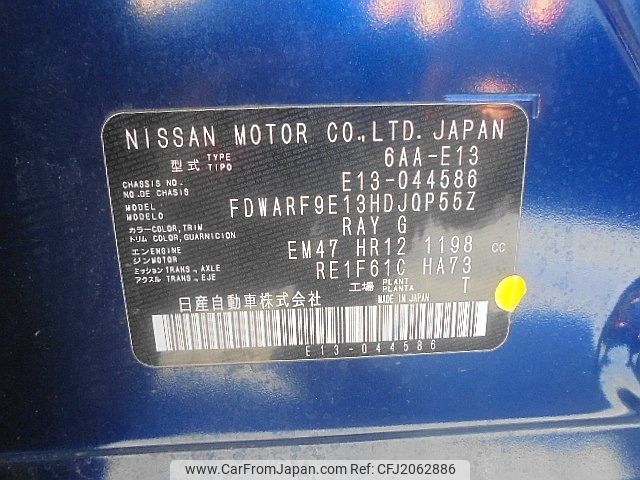 NISSAN MOTOR CO., LTD. JAPAN
型式 TYPE TIPO 6AA-E13
CHASSIS NO. NO. DE CHASIS E13-044586
MODEL MODELO FDWARF9E13HDJQP55Z
カラー COLOR, TRIM トリム COLOR, GUARNICION RAY G
エンジン ENGINE MOTOR EM47 HR12 1198 CC
ミッション TRANS., AXLE アクスル TRANS., EJE RE1F61C HA73
工場 PLANT PLANTA T
日産自動車株式会社 MADE IN JAPAN
E13-044586
www.CarFromJapan.com | © CarFromJapan | CFJ2062886